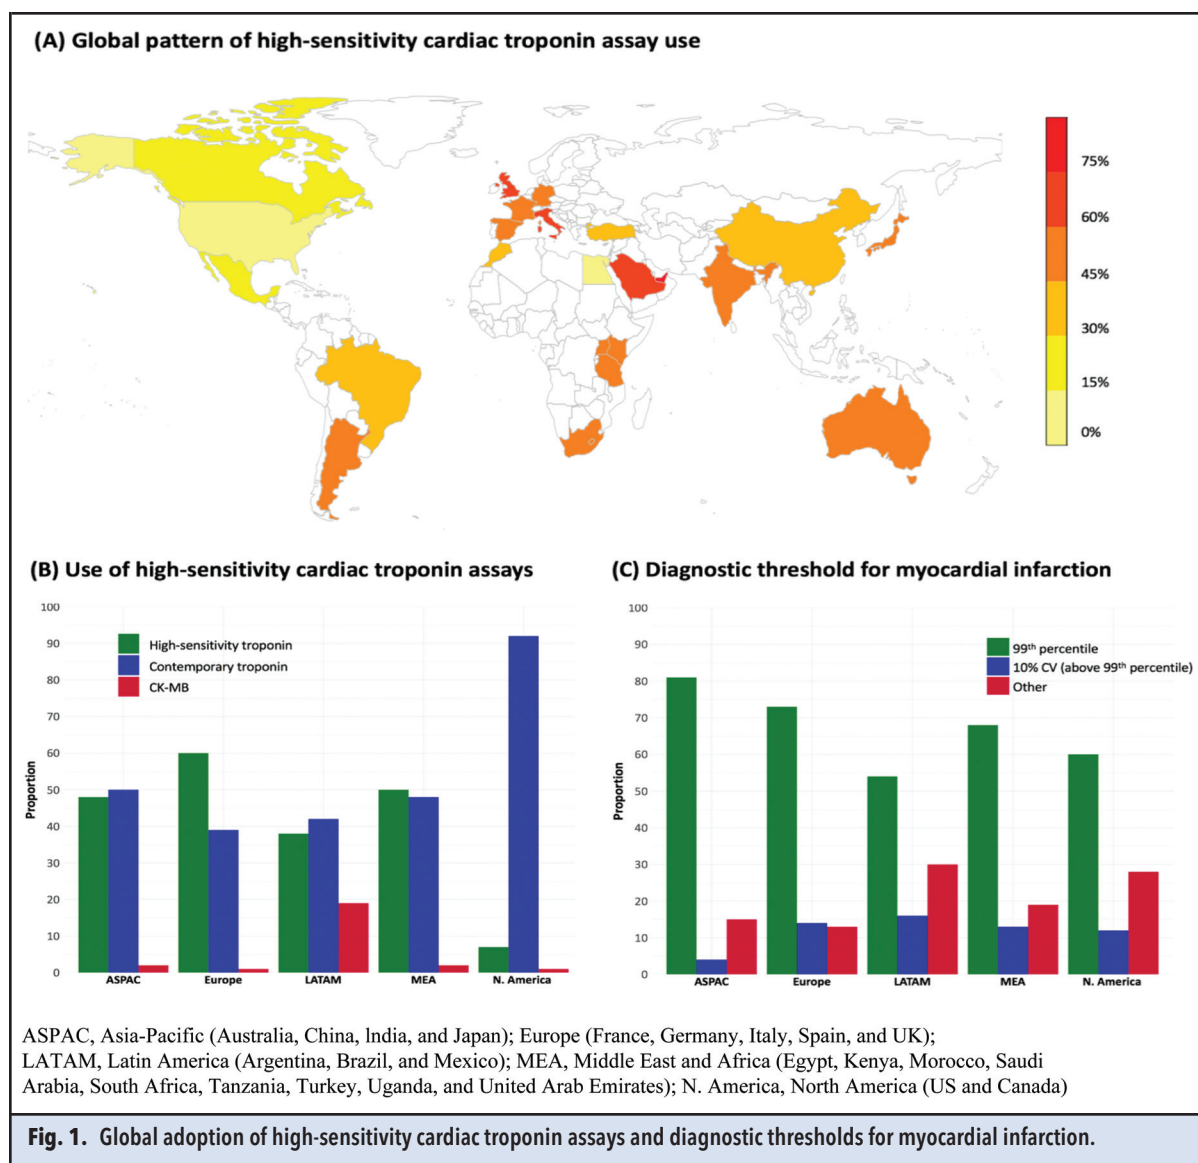 (A) Global pattern of high-sensitivity cardiac troponin assay use
75%
60%
45%
30%
15%
0%
(B) Use of high-sensitivity cardiac troponin assays
100
90
80
70
60
50
40
30
20
10
0
Proportion
High-sensitivity troponin
Contemporary troponin
CK-MB
ASPAC
Europe
LATAM
MEA
N. America
(C) Diagnostic threshold for myocardial infarction
100
90
80
70
60
50
40
30
20
10
0
Proportion
99th percentile
10% CV (above 99th percentile)
Other
ASPAC
Europe
LATAM
MEA
N. America
ASPAC, Asia-Pacific (Australia, China, India, and Japan); Europe (France, Germany, Italy, Spain, and UK);
LATAM, Latin America (Argentina, Brazil, and Mexico); MEA, Middle East and Africa (Egypt, Kenya, Morocco, Saudi
Arabia, South Africa, Tanzania, Turkey, Uganda, and United Arab Emirates); N. America, North America (US and Canada)
Fig. 1. Global adoption of high-sensitivity cardiac troponin assays and diagnostic thresholds for myocardial infarction.